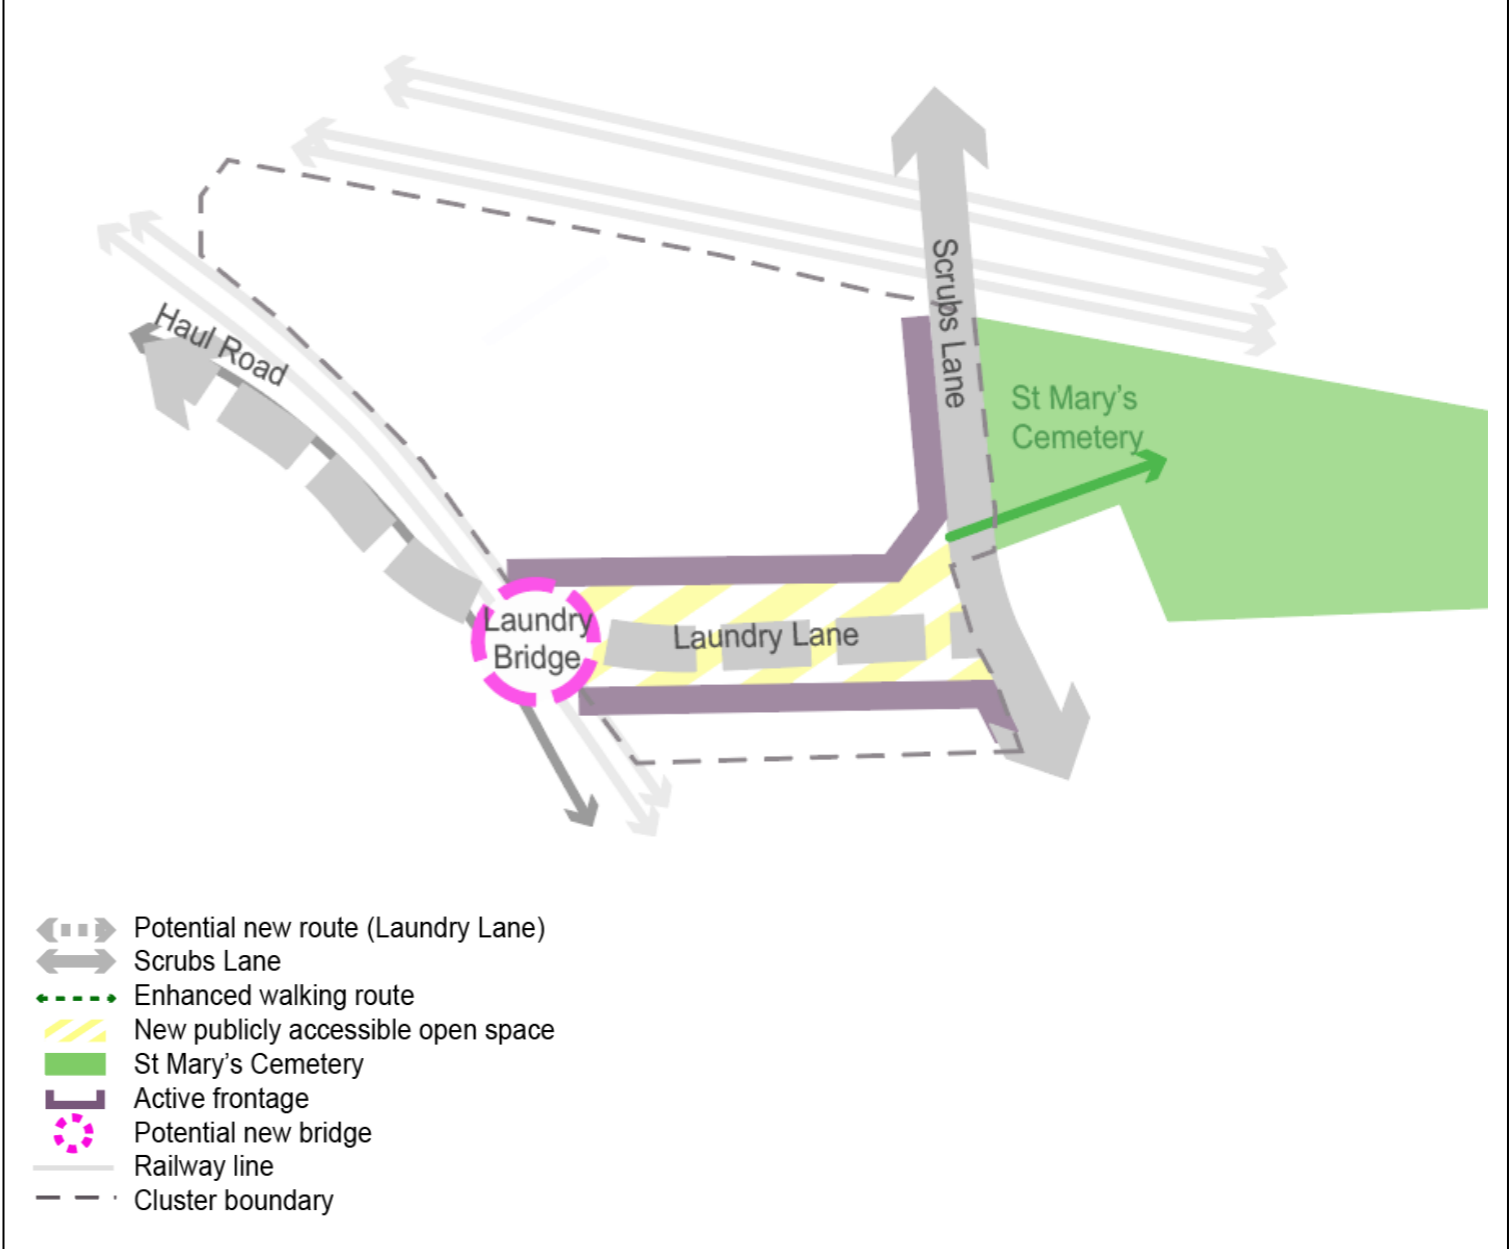 Scrubs Lane
Haul Road
St Mary's
Cemetery
Laundry
Bridge
Laundry Lane
Potential new route (Laundry Lane)
Scrubs Lane
Enhanced walking route
New publicly accessible open space
St Mary's Cemetery
Active frontage
Potential new bridge
Railway line
Cluster boundary